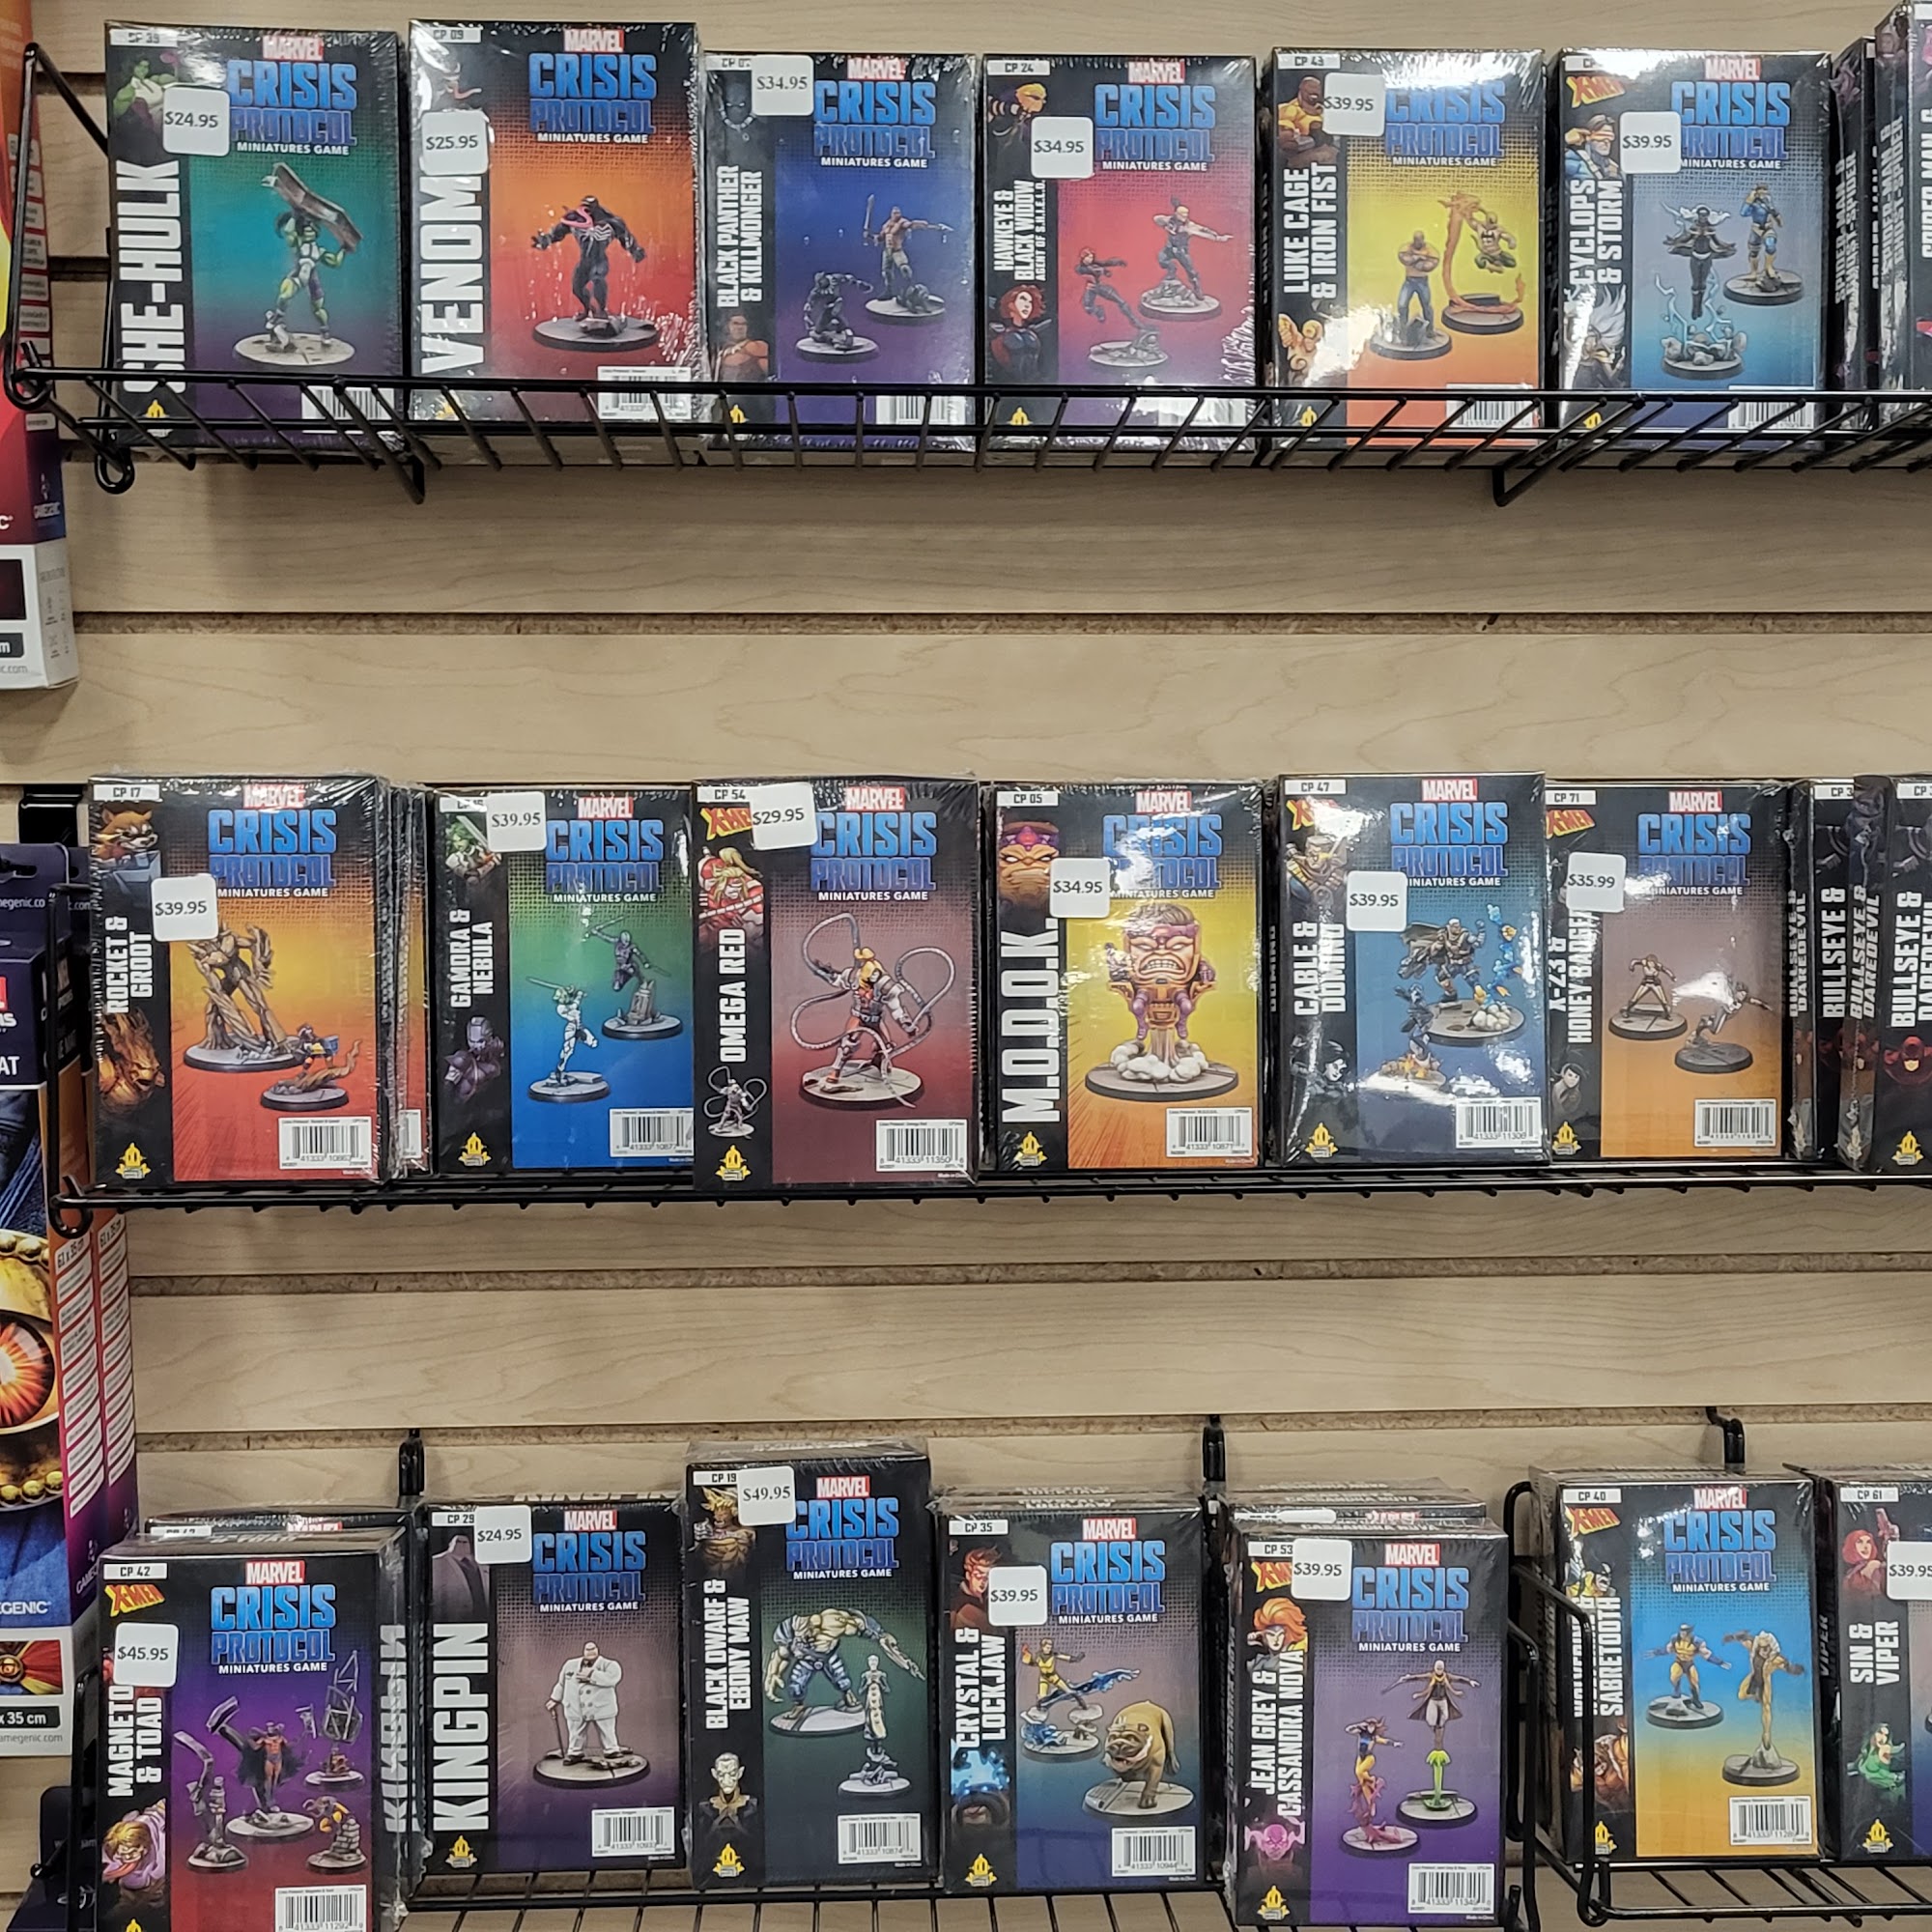 CP 39
MARVEL
CRISIS
PROTOCOL
MINIATURES GAME
$24.95
SHE-HULK
CP 09
MARVEL
CRISIS
PROTOCOL
MINIATURES GAME
$25.95
VENOM
$34.95
MARVEL
CRISIS
PROTOCOL
MINIATURES GAME
BLACK PANTHER
& KILLMONGER
CP 24
MARVEL
CRISIS
PROTOCOL
MINIATURES GAME
$34.95
HAWKEYE &
BLACK WIDOW
AGENT OF S.H.I.E.L.D.
CP 43
MARVEL
CRISIS
PROTOCOL
MINIATURES GAME
$39.95
LUKE CAGE
& IRON FIST
X-MEN
MARVEL
CRISIS
PROTOCOL
MINIATURES GAME
$39.95
CYCLOPS
& STORM
GAMEGENIC
CP 17
MARVEL
CRISIS
PROTOCOL
MINIATURES GAME
$39.95
ROCKET &
GROOT
$39.95
MARVEL
CRISIS
PROTOCOL
MINIATURES GAME
GAMORA &
NEBULA
CP 54
X-MEN
$29.95
MARVEL
CRISIS
PROTOCOL
MINIATURES GAME
OMEGA RED
CP 05
MARVEL
CRISIS
PROTOCOL
MINIATURES GAME
$34.95
M.O.D.O.K.
CP 47
MARVEL
CRISIS
PROTOCOL
MINIATURES GAME
$39.95
CABLE &
DOMINO
CP 71
X-MEN
MARVEL
CRISIS
PROTOCOL
MINIATURES GAME
$35.99
X-23 &
HONEY BADGER
BULLSEYE &
DAREDEVIL
BULLSEYE &
BULLSEYE &
DAREDEVIL
BULLSEYE &
CP 42
X-MEN
MARVEL
CRISIS
PROTOCOL
MINIATURES GAME
$45.95
MAGNETO
& TOAD
KINGPIN
CP 29
$24.95
MARVEL
CRISIS
PROTOCOL
MINIATURES GAME
KINGPIN
CP 19
$49.95
MARVEL
CRISIS
PROTOCOL
MINIATURES GAME
BLACK DWARF &
EBONY MAW
CP 35
MARVEL
CRISIS
PROTOCOL
MINIATURES GAME
$39.95
CRYSTAL &
LOCKJAW
CP 53
X-MEN
$39.95
MARVEL
CRISIS
PROTOCOL
MINIATURES GAME
JEAN GREY &
CASSANDRA NOVA
CP 40
X-MEN
MARVEL
CRISIS
PROTOCOL
MINIATURES GAME
SABRETOOTH
CP 61
$39.95
SIN &
VIPER
x 35 cm